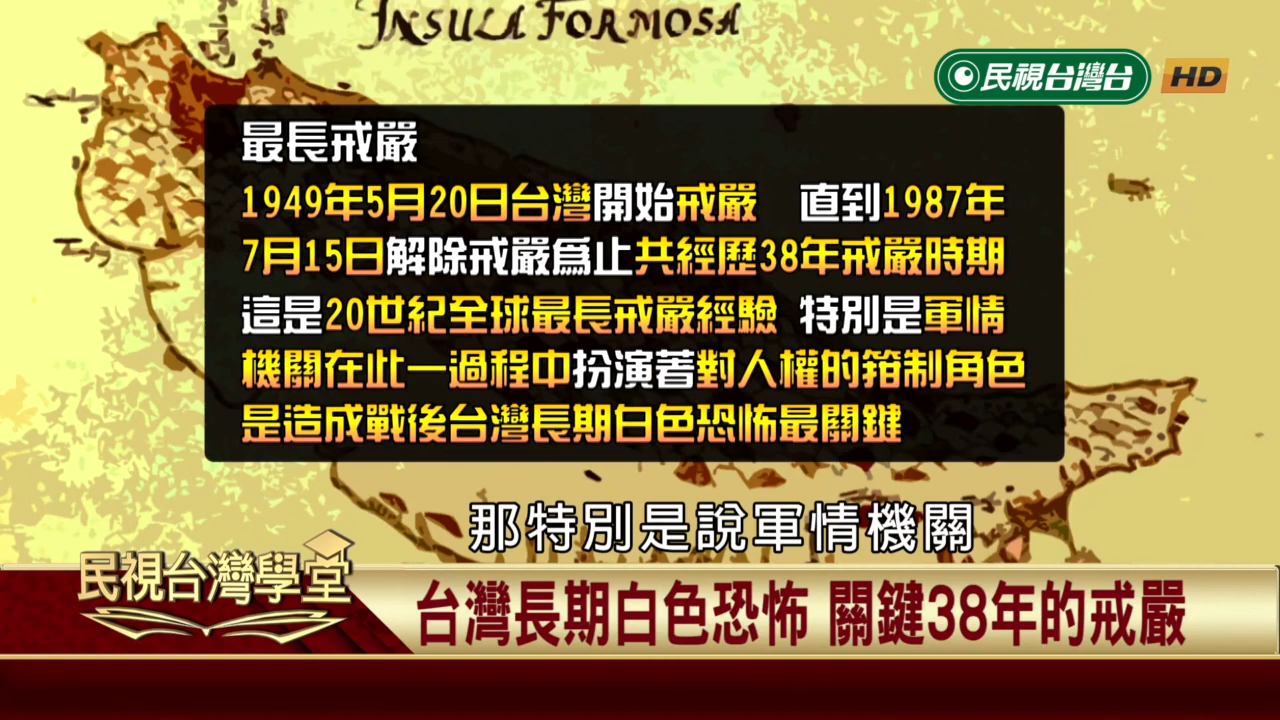 INSULA FORMOSA
民視台灣台 HD
最長戒嚴
1949年5月20日台灣開始戒嚴 直到1987年
7月15日解除戒嚴為止共經歷38年戒嚴時期
這是20世紀全球最長戒嚴經驗 特別是軍情
機關在此一過程中扮演著對人權的箝制角色
是造成戰後台灣長期白色恐怖最關鍵
那特別是說軍情機關
民視台灣學堂
台灣長期白色恐怖 關鍵38年的戒嚴